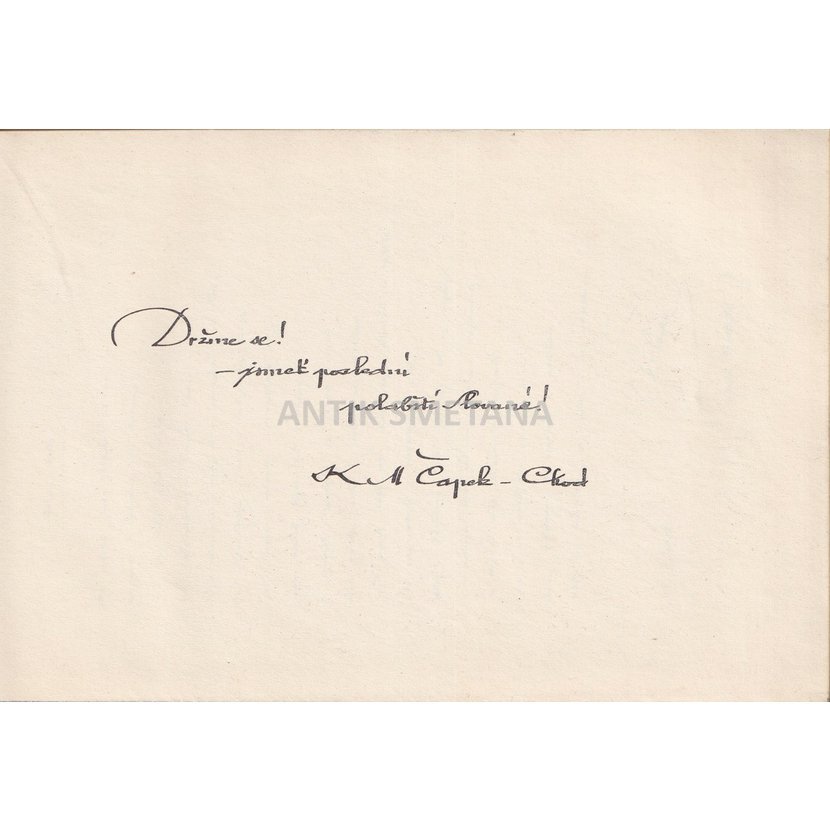 Držme se!
– jsmeť poslední
polabští Slované!
ANTIK SMETANA
K M Čapek – Chod